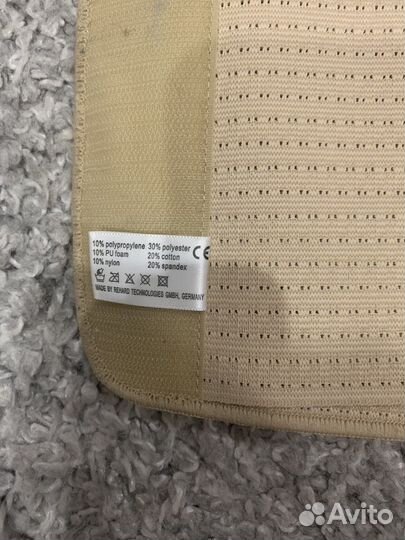 10% polypropylene 30% polyester
10% PU foam 20% cotton CE
10% nylon 20% spandex
MADE BY REHARD TECHNOLOGIES GMBH, GERMANY
Avito